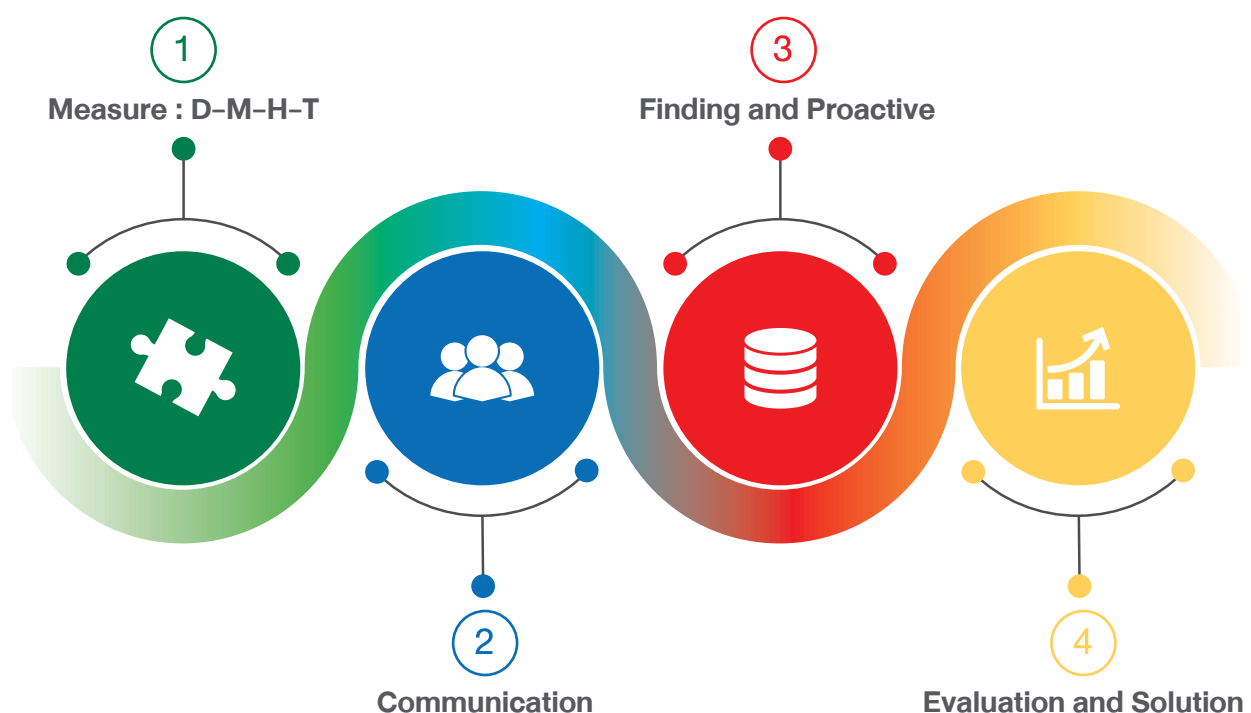 1
Measure : D–M–H–T
2
Communication
3
Finding and Proactive
4
Evaluation and Solution